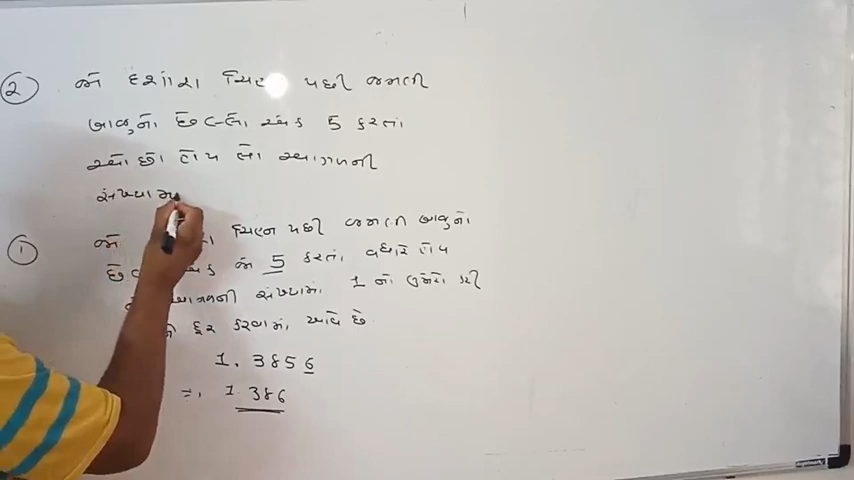 ② જો દશાંશ ચિહ્ન પછી જમણી
બાજુનો છેલ્લો અંક 5 કરતા
ઓછો હોય તો આગળની
સંખ્યામ
① જો ચિહ્ન પછી જમણી બાજુનો
અંક જો 5 કરતાં વધારે હોય
આગળની સંખ્યામાં 1 નો ઉમેરો કરી
દૂર કરવામાં આવે છે.
1.3856
⇒ 1.386